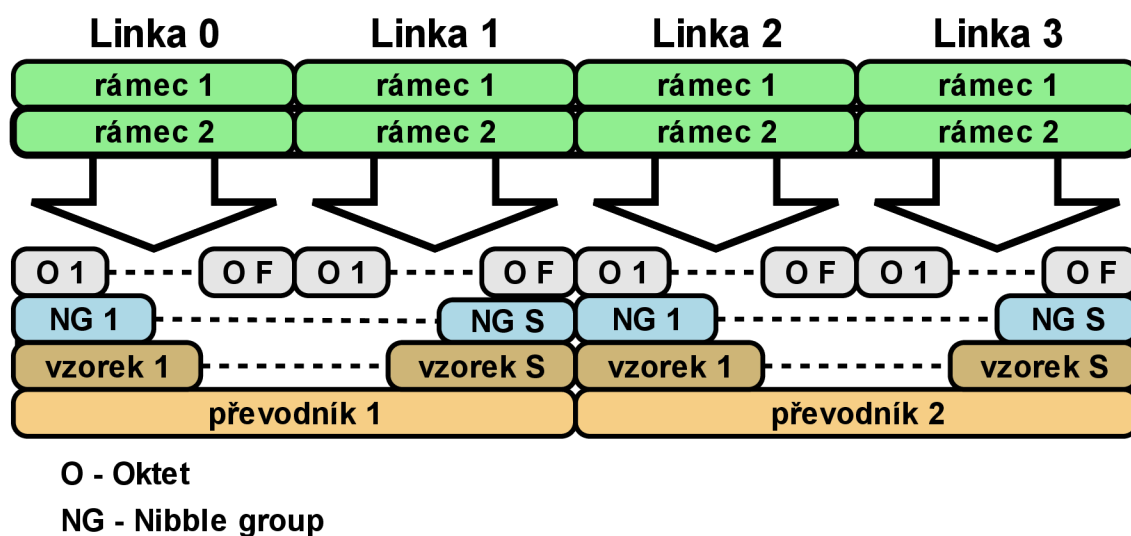 Linka 0 Linka 1 Linka 2 Linka 3
rámec 1 rámec 1 rámec 1 rámec 1
rámec 2 rámec 2 rámec 2 rámec 2
O 1 O F O 1 O F O 1 O F O 1 O F
NG 1 NG S NG 1 NG S
vzorek 1 vzorek S vzorek 1 vzorek S
převodník 1 převodník 2
O - Oktet
NG - Nibble group